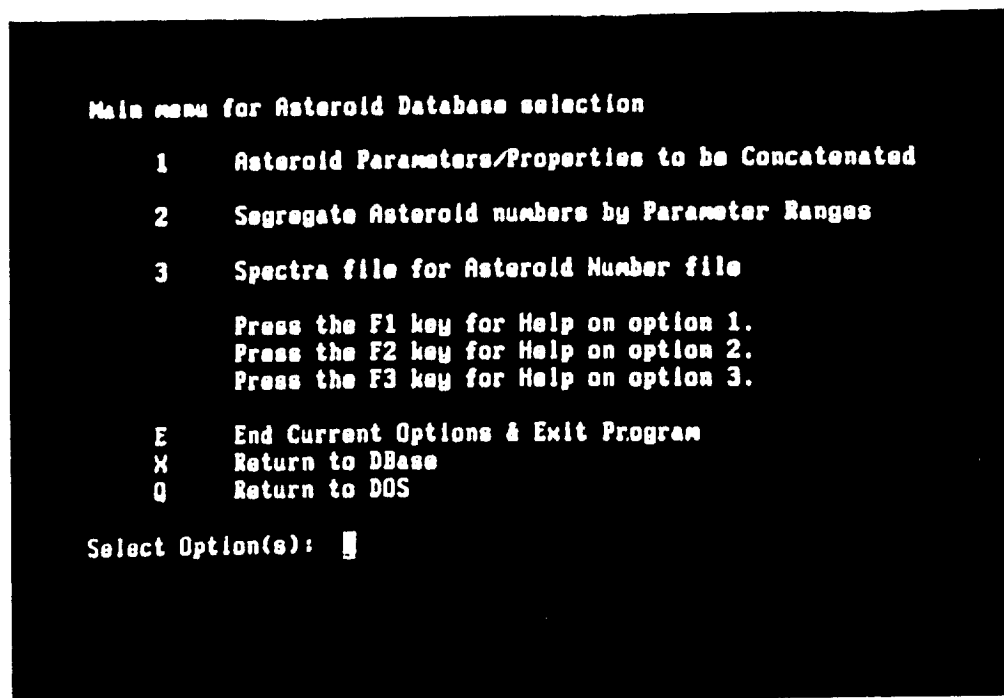 Main menu for Asteroid Database selection
1 Asteroid Parameters/Properties to be Concatenated
2 Segregate Asteroid numbers by Parameter Ranges
3 Spectra file for Asteroid Number file
Press the F1 key for Help on option 1.
Press the F2 key for Help on option 2.
Press the F3 key for Help on option 3.
E End Current Options & Exit Program
X Return to DBase
Q Return to DOS
Select Option(s):